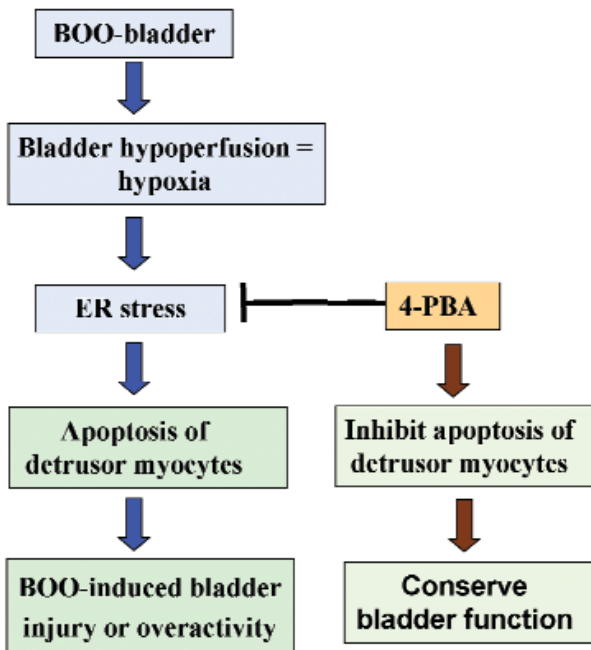 BOO-bladder
Bladder hypoperfusion =
hypoxia
ER stress
4-PBA
Apoptosis of
detrusor myocytes
Inhibit apoptosis of
detrusor myocytes
BOO-induced bladder
injury or overactivity
Conserve
bladder function